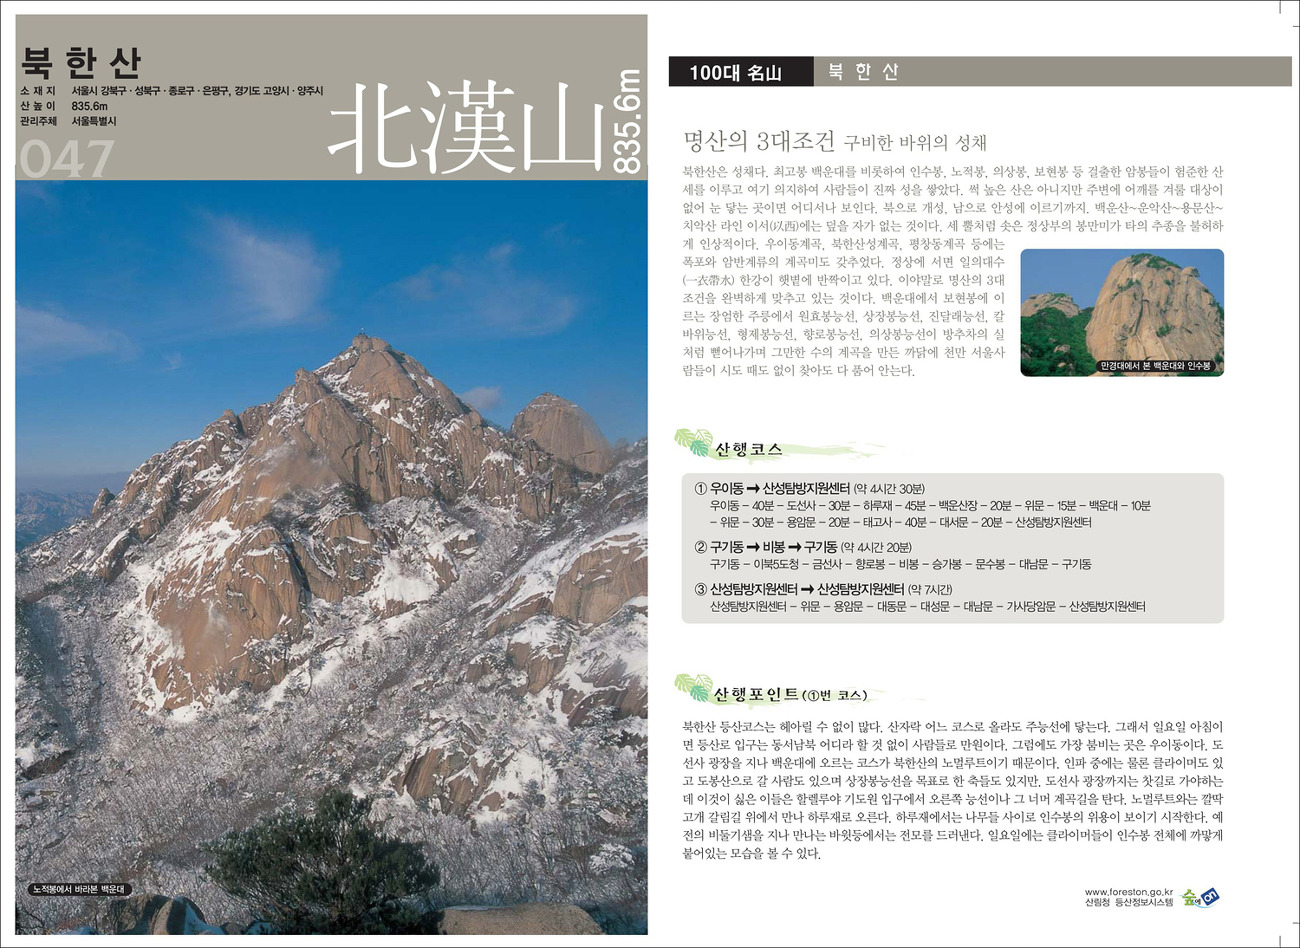 북한산
소재지 서울시 강북구 · 성북구 · 종로구 · 은평구, 경기도 고양시 · 양주시
산높이 835.6m
관리주체 서울특별시
047
北漢山
835.6m
노적봉에서 바라본 백운대
100대 名山 북한산
명산의 3대조건 구비한 바위의 성채
북한산은 성채다. 최고봉 백운대를 비롯하여 인수봉, 노적봉, 의상봉, 보현봉 등 걸출한 암봉들이 험준한 산
세를 이루고 여기 의지하여 사람들이 진짜 성을 쌓았다. 썩 높은 산은 아니지만 주변에 어깨를 겨룰 대상이
없어 눈 닿는 곳이면 어디서나 보인다. 북으로 개성, 남으로 안성에 이르기까지. 백운산~운악산~용문산~
치악산 라인 이서(以西)에는 덮을 자가 없는 것이다. 세 뿔처럼 솟은 정상부의 봉만미가 타의 추종을 불허하
게 인상적이다. 우이동계곡, 북한산성계곡, 평창동계곡 등에는
폭포와 암반계류의 계곡미도 갖추었다. 정상에 서면 일의대수
(一衣帶水) 한강이 햇볕에 반짝이고 있다. 이야말로 명산의 3대
조건을 완벽하게 맞추고 있는 것이다. 백운대에서 보현봉에 이
르는 장엄한 주릉에서 원효봉능선, 상장봉능선, 진달래능선, 칼
바위능선, 형제봉능선, 향로봉능선, 의상봉능선이 방추차의 실
처럼 뻗어나가며 그만한 수의 계곡을 만든 까닭에 천만 서울사
람들이 시도 때도 없이 찾아도 다 품어 안는다.
만경대에서 본 백운대와 인수봉
산행코스
① 우이동 ➞ 산성탐방지원센터 (약 4시간 30분)
우이동 – 40분 – 도선사 – 30분 – 하루재 – 45분 – 백운산장 – 20분 – 위문 – 15분 – 백운대 – 10분
– 위문 – 30분 – 용암문 – 20분 – 태고사 – 40분 – 대서문 – 20분 – 산성탐방지원센터
② 구기동 ➞ 비봉 ➞ 구기동 (약 4시간 20분)
구기동 – 이북5도청 – 금선사 – 향로봉 – 비봉 – 승가봉 – 문수봉 – 대남문 – 구기동
③ 산성탐방지원센터 ➞ 산성탐방지원센터 (약 7시간)
산성탐방지원센터 – 위문 – 용암문 – 대동문 – 대성문 – 대남문 – 가사당암문 – 산성탐방지원센터
산행포인트(①번 코스)
북한산 등산코스는 헤아릴 수 없이 많다. 산자락 어느 코스로 올라도 주능선에 닿는다. 그래서 일요일 아침이
면 등산로 입구는 동서남북 어디라 할 것 없이 사람들로 만원이다. 그럼에도 가장 붐비는 곳은 우이동이다. 도
선사 광장을 지나 백운대에 오르는 코스가 북한산의 노멀루트이기 때문이다. 인파 중에는 물론 클라이머도 있
고 도봉산으로 갈 사람도 있으며 상장봉능선을 목표로 한 축들도 있지만, 도선사 광장까지는 찻길로 가야하는
데 이것이 싫은 이들은 할렐루야 기도원 입구에서 오른쪽 능선이나 그 너머 계곡길을 탄다. 노멀루트와는 깔딱
고개 갈림길 위에서 만나 하루재로 오른다. 하루재에서는 나무들 사이로 인수봉의 위용이 보이기 시작한다. 예
전의 비둘기샘을 지나 만나는 바윗등에서는 전모를 드러낸다. 일요일에는 클라이머들이 인수봉 전체에 까맣게
붙어있는 모습을 볼 수 있다.
www.foreston.go.kr
산림청 등산정보시스템
숲에on